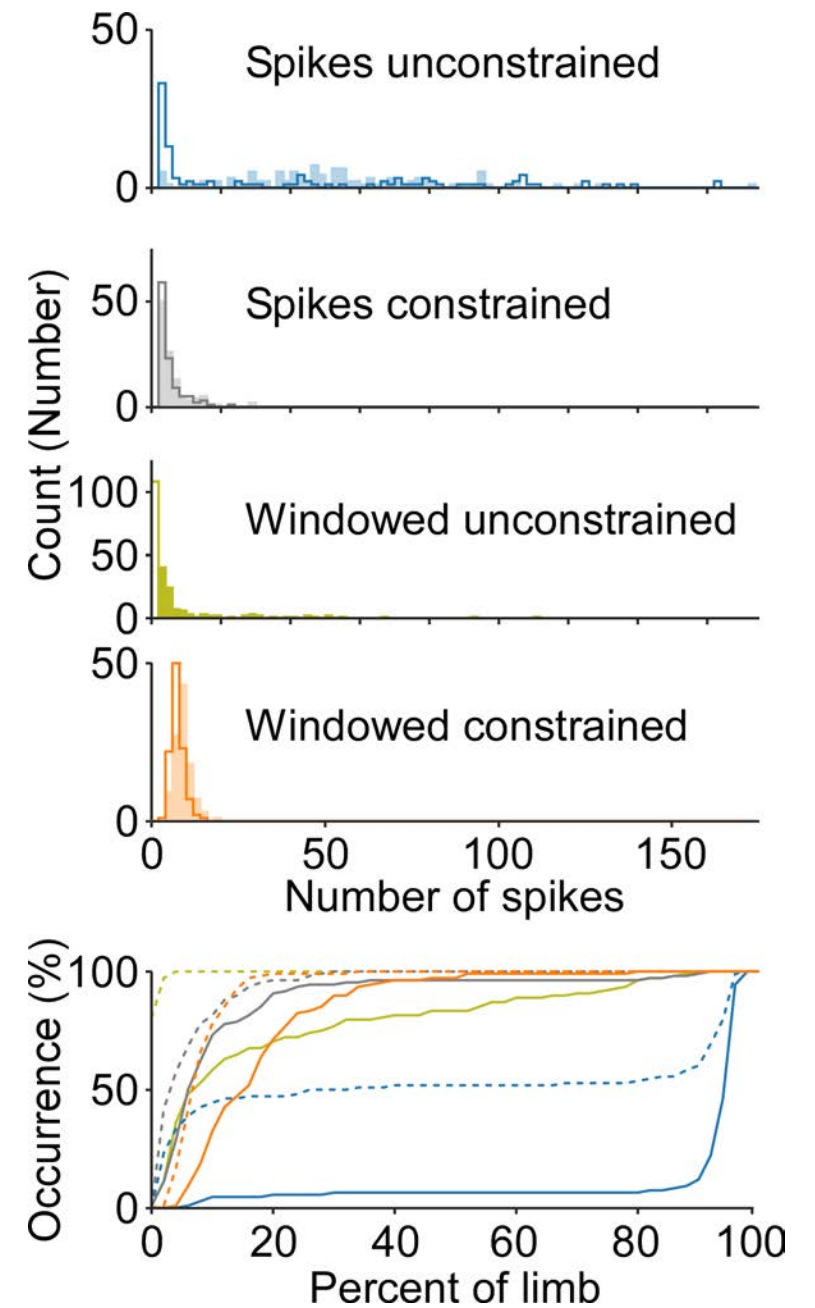 50
Spikes unconstrained
0
Count (Number)
50
Spikes constrained
0
100
Windowed unconstrained
50
0
50
Windowed constrained
0
0 50 100 150
Number of spikes
Occurrence (%)
100
50
0
0 20 40 60 80 100
Percent of limb